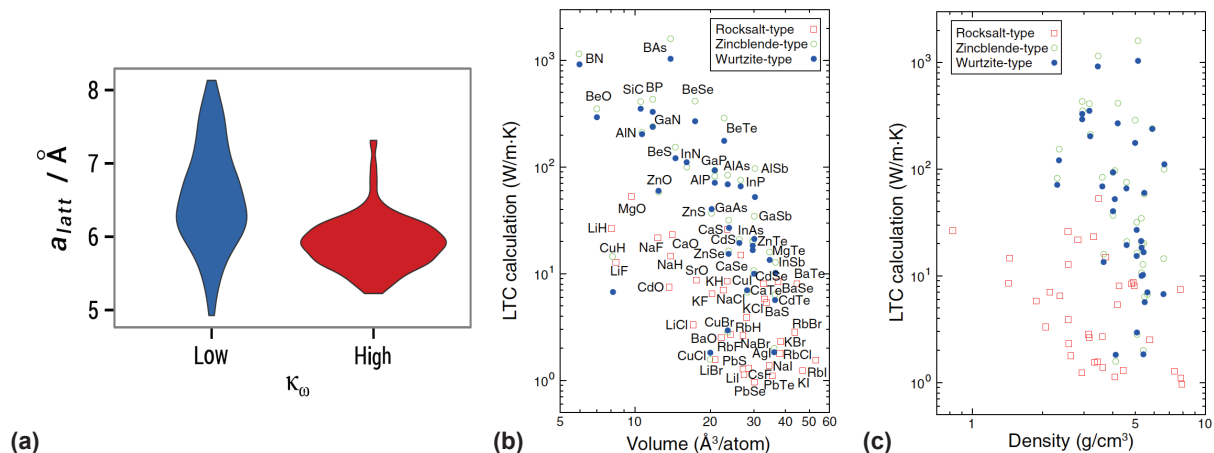 a_latt / Å
8
7
6
5
Low
High
κ_ω
(a)
LTC calculation (W/m·K)
10³
10²
10¹
10⁰
5
10
20
30
40
50
60
Volume (Å³/atom)
Rocksalt-type
Zincblende-type
Wurtzite-type
BN
BAs
BeO
SiC
BP
BeSe
GaN
AlN
BeTe
BeS
InN
GaP
AlAs
AlSb
ZnO
AlP
InP
MgO
ZnS
GaAs
GaSb
LiH
CaS
InAs
CuH
NaF
CaO
CdS
ZnTe
MgTe
ZnSe
InSb
LiF
NaH
CaSe
CdSe
BaTe
SrO
KH
CuI
BaSe
CdO
CaTe
KF
NaCl
CdTe
KCl
BaS
LiCl
CuBr
RbH
RbBr
BaO
NaBr
KBr
RbF
AgI
RbCl
CuCl
PbS
NaI
RbI
LiBr
CsF
LiI
PbTe
KI
PbSe
(b)
LTC calculation (W/m·K)
10³
10²
10¹
10⁰
1
5
10
Density (g/cm³)
Rocksalt-type
Zincblende-type
Wurtzite-type
(c)